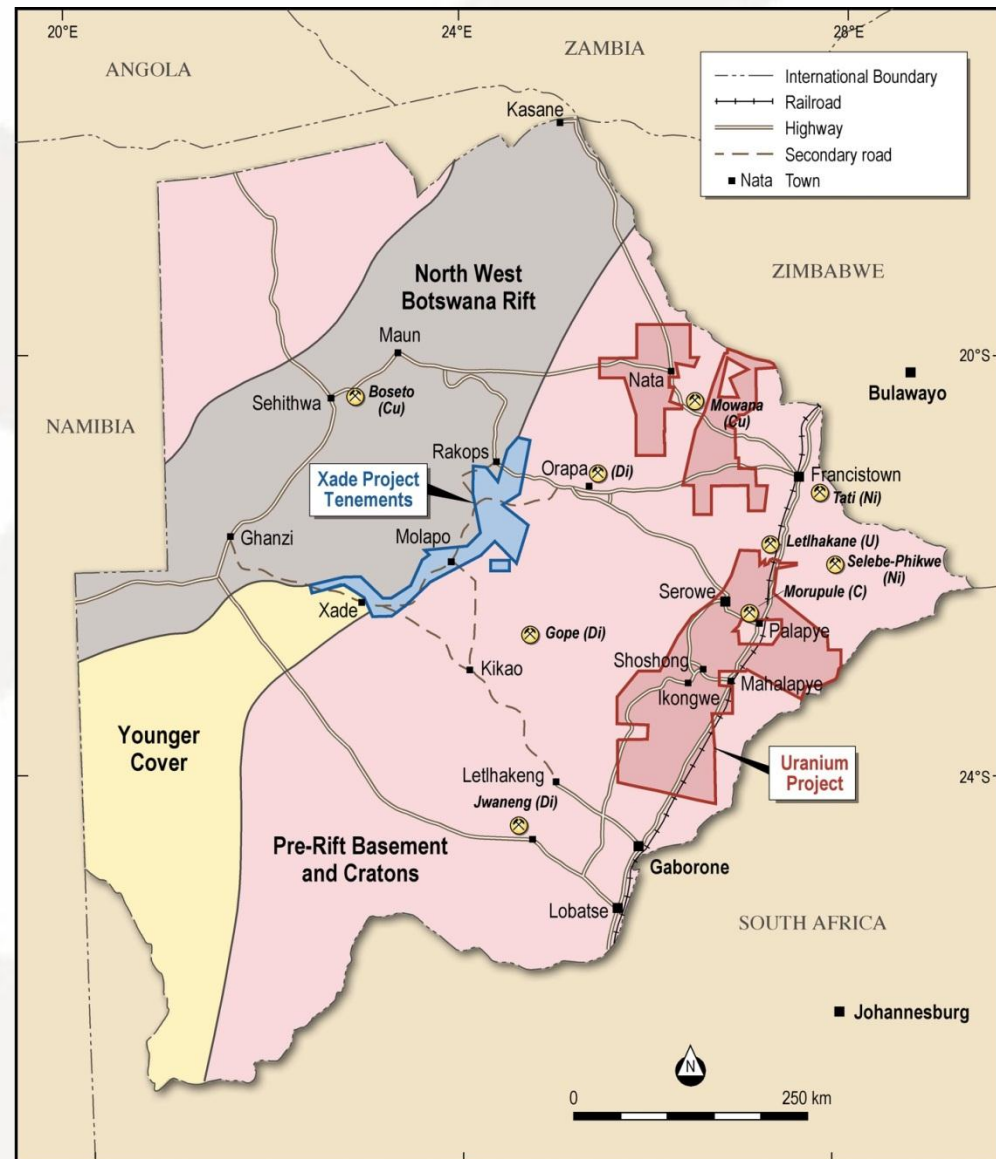 20°E
24°E
28°E
ANGOLA
ZAMBIA
International Boundary
Railroad
Highway
Secondary road
Nata Town
Kasane
ZIMBABWE
North West
Botswana Rift
Maun
20°S
Nata
Bulawayo
Sehithwa
Boseto
(Cu)
Mowana
(Cu)
NAMIBIA
Rakops
Orapa
(Di)
Francistown
Xade Project
Tenements
Tati (Ni)
Ghanzi
Molapo
Letlhakane (U)
Selebe-Phikwe
(Ni)
Morupule (C)
Serowe
Xade
Palapye
Gope (Di)
Shoshong
Kikao
Ikongwe
Mahalapye
Younger
Cover
Uranium
Project
Letlhakeng
24°S
Jwaneng (Di)
Pre-Rift Basement
and Cratons
Gaborone
Lobatse
SOUTH AFRICA
Johannesburg
N
0
250 km